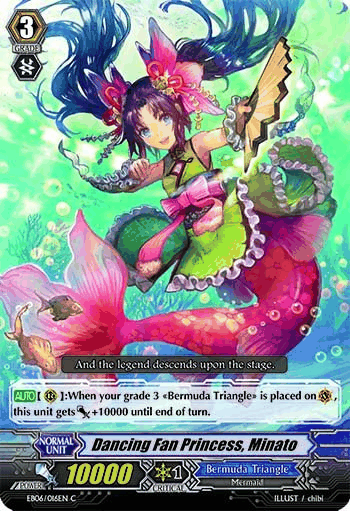 3
GRADE
And the legend descends upon the stage.
AUTO [ ]:When your grade 3 «Bermuda Triangle» is placed on ,
this unit gets +10000 until end of turn.
NORMAL
UNIT
Dancing Fan Princess, Minato
POWER
10000
1
CRITICAL
Bermuda Triangle
Mermaid
EB06/016EN C
ILLUST / chibi